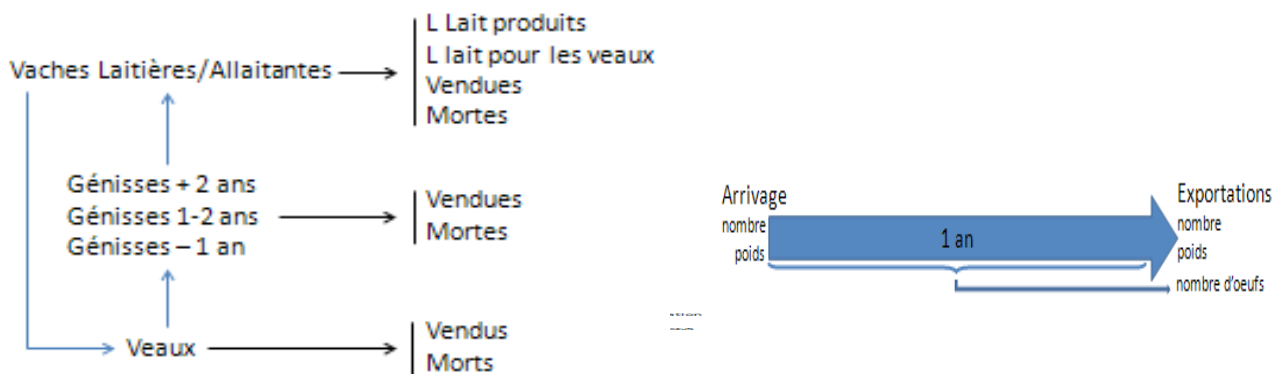 L Lait produits
L lait pour les veaux
Vaches Laitières/Allaitantes
Vendues
Mortes
Génisses + 2 ans
Génisses 1-2 ans
Génisses – 1 an
Vendues
Mortes
Veaux
Vendus
Morts
Arrivage
nombre
poids
1 an
Exportations
nombre
poids
nombre d'oeufs